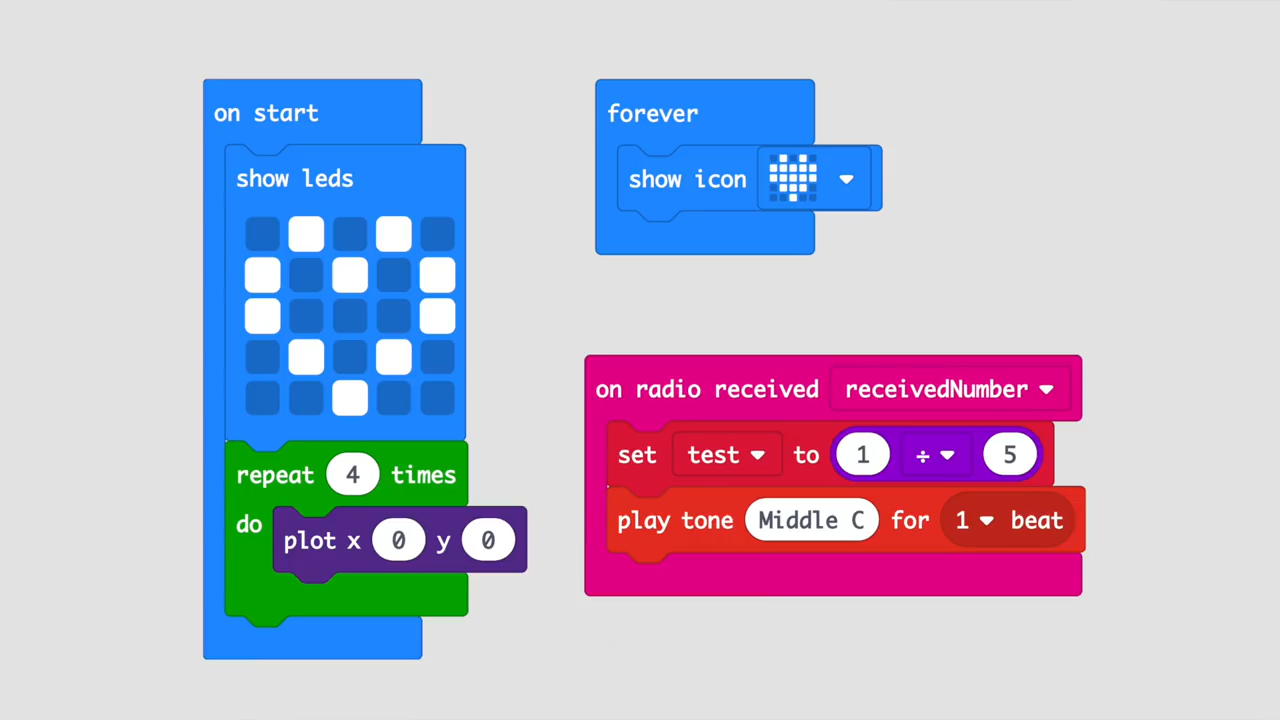 on start
show leds
repeat 4 times
do plot x 0 y 0
forever
show icon
on radio received receivedNumber
set test to 1 ÷ 5
play tone Middle C for 1 beat